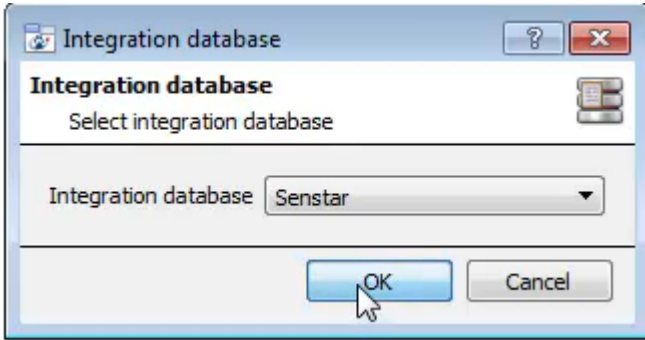 Integration database
Integration database
Select integration database
Integration database Senstar
OK Cancel